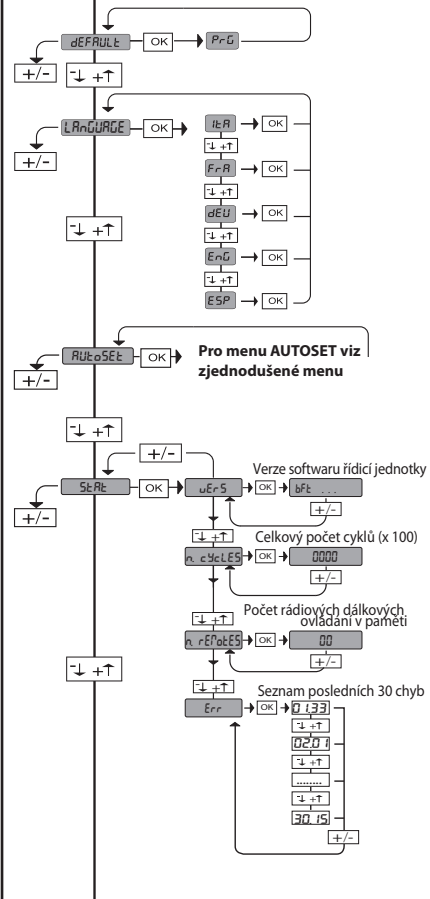 dEFAULt OK PrG
+/- -↓ +↑
LAnGUAGE OK ItA OK
+/- -↓ +↑
FrA OK
-↓ +↑
-↓ +↑ dEU OK
-↓ +↑
EnG OK
-↓ +↑
ESP OK
AUtoSEt OK Pro menu AUTOSET viz
+/- zjednodušené menu
-↓ +↑
+/-
Verze softwaru řídicí jednotky
StAt OK vErS OK bFt ...
+/- +/-
-↓ +↑ Celkový počet cyklů (x 100)
n. cYcLES OK 0000
+/-
-↓ +↑ Počet rádiových dálkových
ovládání v paměti
n. rEMotES OK 00
-↓ +↑ +/-
-↓ +↑ Seznam posledních 30 chyb
Err OK 01.33
-↓ +↑
02.01
-↓ +↑
........
-↓ +↑
30.15
+/-